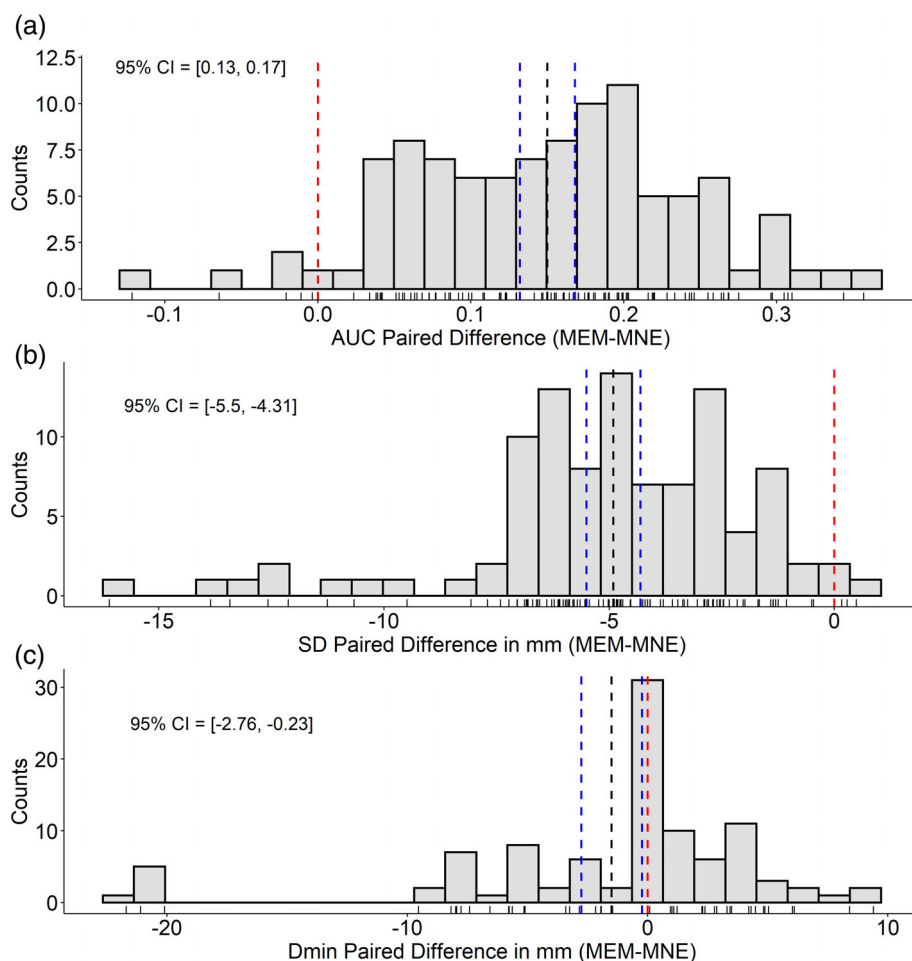 (a)
12.5
95% CI = [0.13, 0.17]
10.0
7.5
Counts
5.0
2.5
0.0
-0.1 0.0 0.1 0.2 0.3
AUC Paired Difference (MEM-MNE)
(b)
95% CI = [-5.5, -4.31]
10
Counts
5
0
-15 -10 -5 0
SD Paired Difference in mm (MEM-MNE)
(c)
30
95% CI = [-2.76, -0.23]
20
Counts
10
0
-20 -10 0 10
Dmin Paired Difference in mm (MEM-MNE)